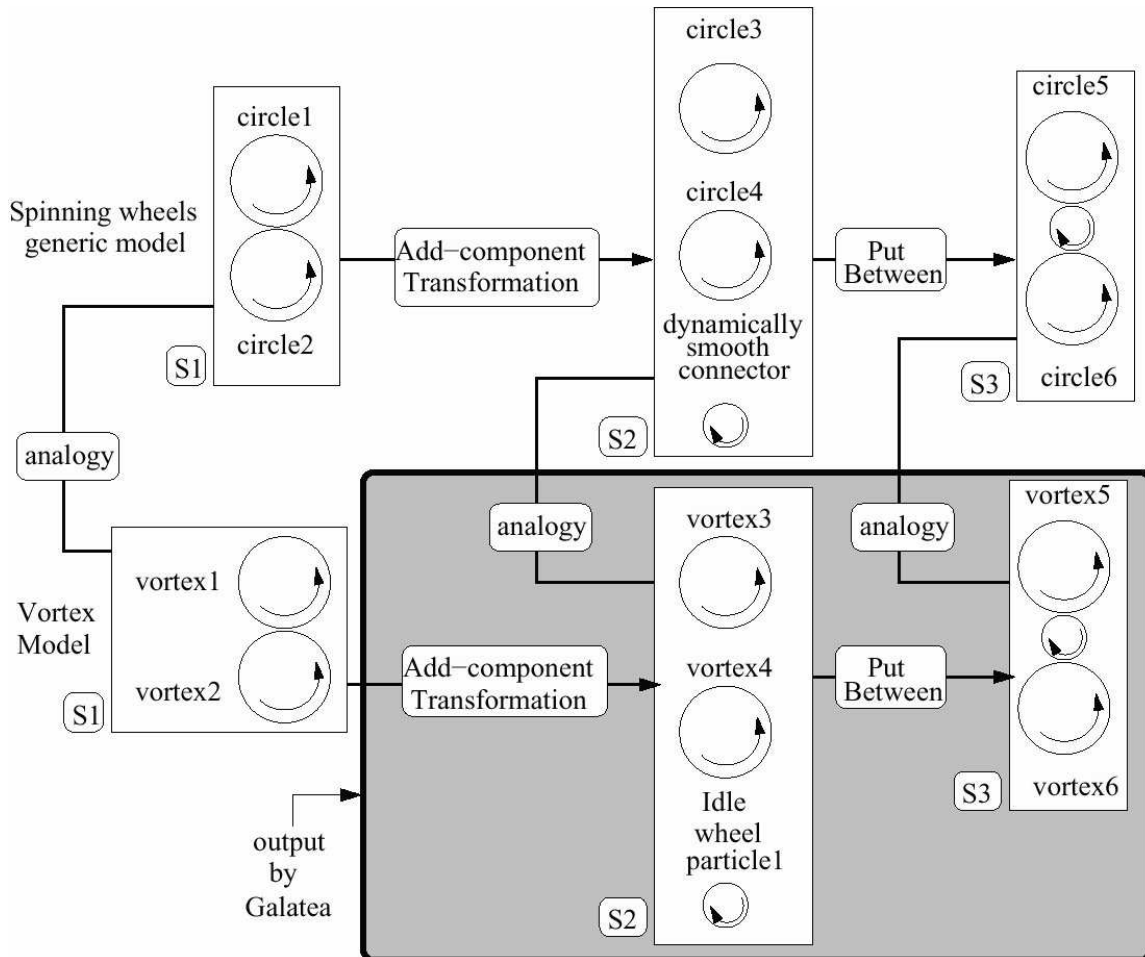 circle3
circle5
circle1
circle4
Spinning wheels
generic model
Add−component
Transformation
Put
Between
dynamically
smooth
connector
circle2
S1
circle6
S3
S2
analogy
analogy
analogy
vortex3
vortex5
vortex1
Vortex
Model
vortex2
S1
Add−component
Transformation
vortex4
Put
Between
Idle
wheel
particle1
S3
vortex6
output
by
Galatea
S2